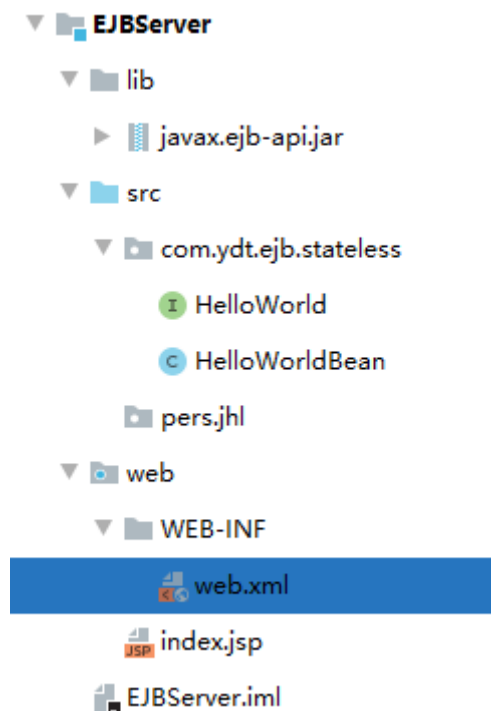 EJBServer
lib
javax.ejb-api.jar
src
com.ydt.ejb.stateless
I HelloWorld
C HelloWorldBean
pers.jhl
web
WEB-INF
web.xml
JSP index.jsp
EJBServer.iml